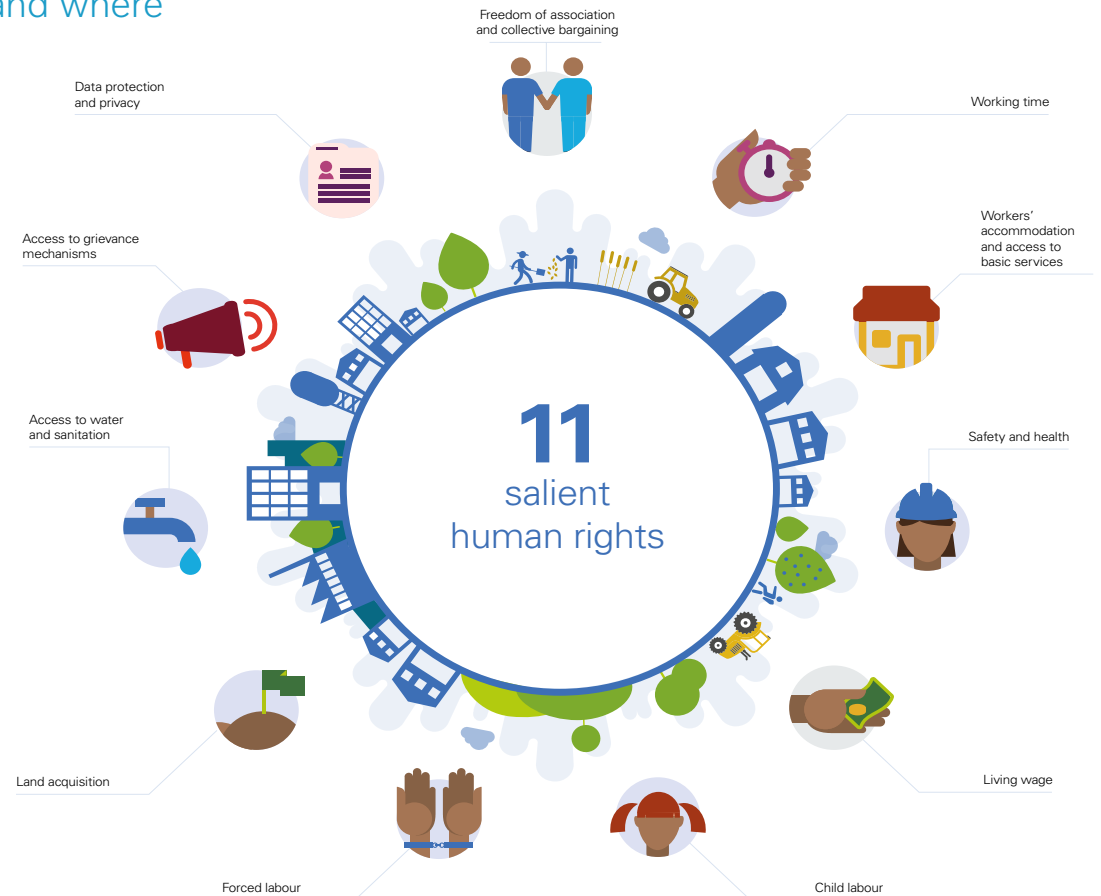 and where
Freedom of association
and collective bargaining
Data protection
and privacy
Working time
Workers’
accommodation
and access to
basic services
Access to grievance
mechanisms
Access to water
and sanitation
Safety and health
11
salient
human rights
Land acquisition
Living wage
Forced labour
Child labour